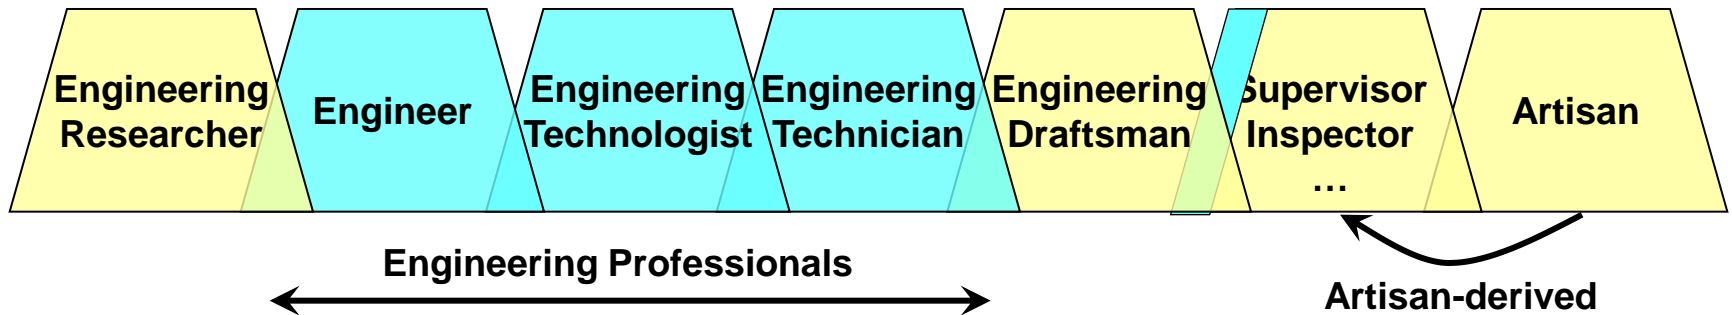 Engineering
Researcher
Engineer
Engineering
Technologist
Engineering
Technician
Engineering
Draftsman
Supervisor
Inspector
…
Artisan
Engineering Professionals
Artisan-derived